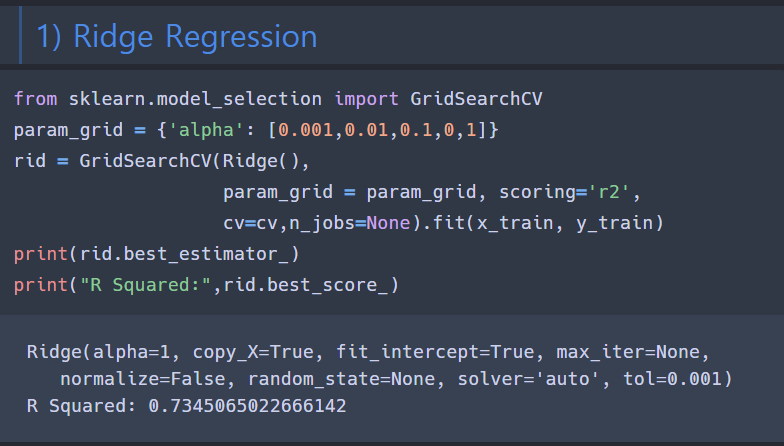 1) Ridge Regression
from sklearn.model_selection import GridSearchCV
param_grid = {'alpha': [0.001,0.01,0.1,0,1]}
rid = GridSearchCV(Ridge(),
                   param_grid = param_grid, scoring='r2',
                   cv=cv,n_jobs=None).fit(x_train, y_train)
print(rid.best_estimator_)
print("R Squared:",rid.best_score_)
Ridge(alpha=1, copy_X=True, fit_intercept=True, max_iter=None,
   normalize=False, random_state=None, solver='auto', tol=0.001)
R Squared: 0.7345065022666142